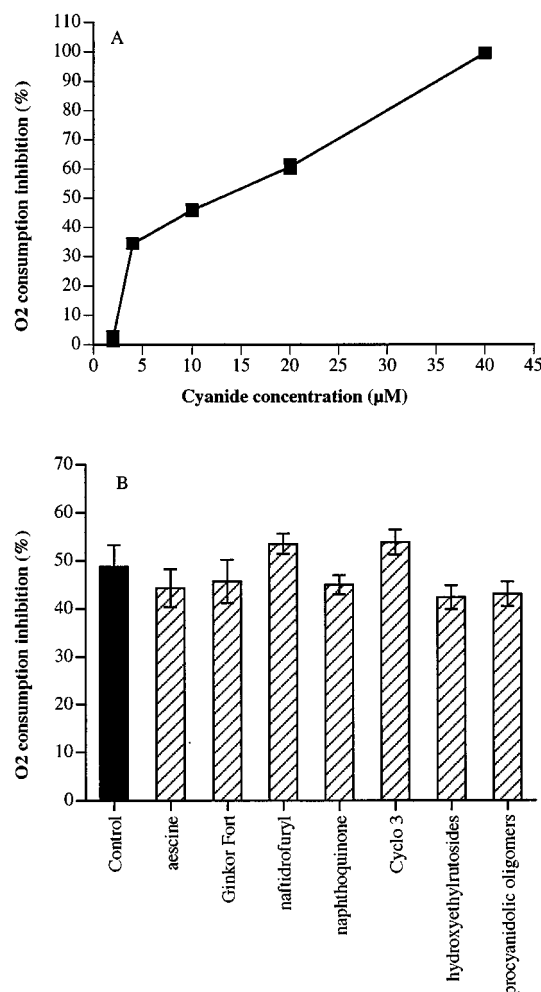 A
O2 consumption inhibition (%)
110
100
90
80
70
60
50
40
30
20
10
0
0 5 10 15 20 25 30 35 40 45
Cyanide concentration (µM)
B
O2 consumption inhibition (%)
70
60
50
40
30
20
10
0
Control
aescine
Ginkor Fort
naftidrofuryl
naphthoquinone
Cyclo 3
hydroxyethylrutosides
procyanidolic oligomers